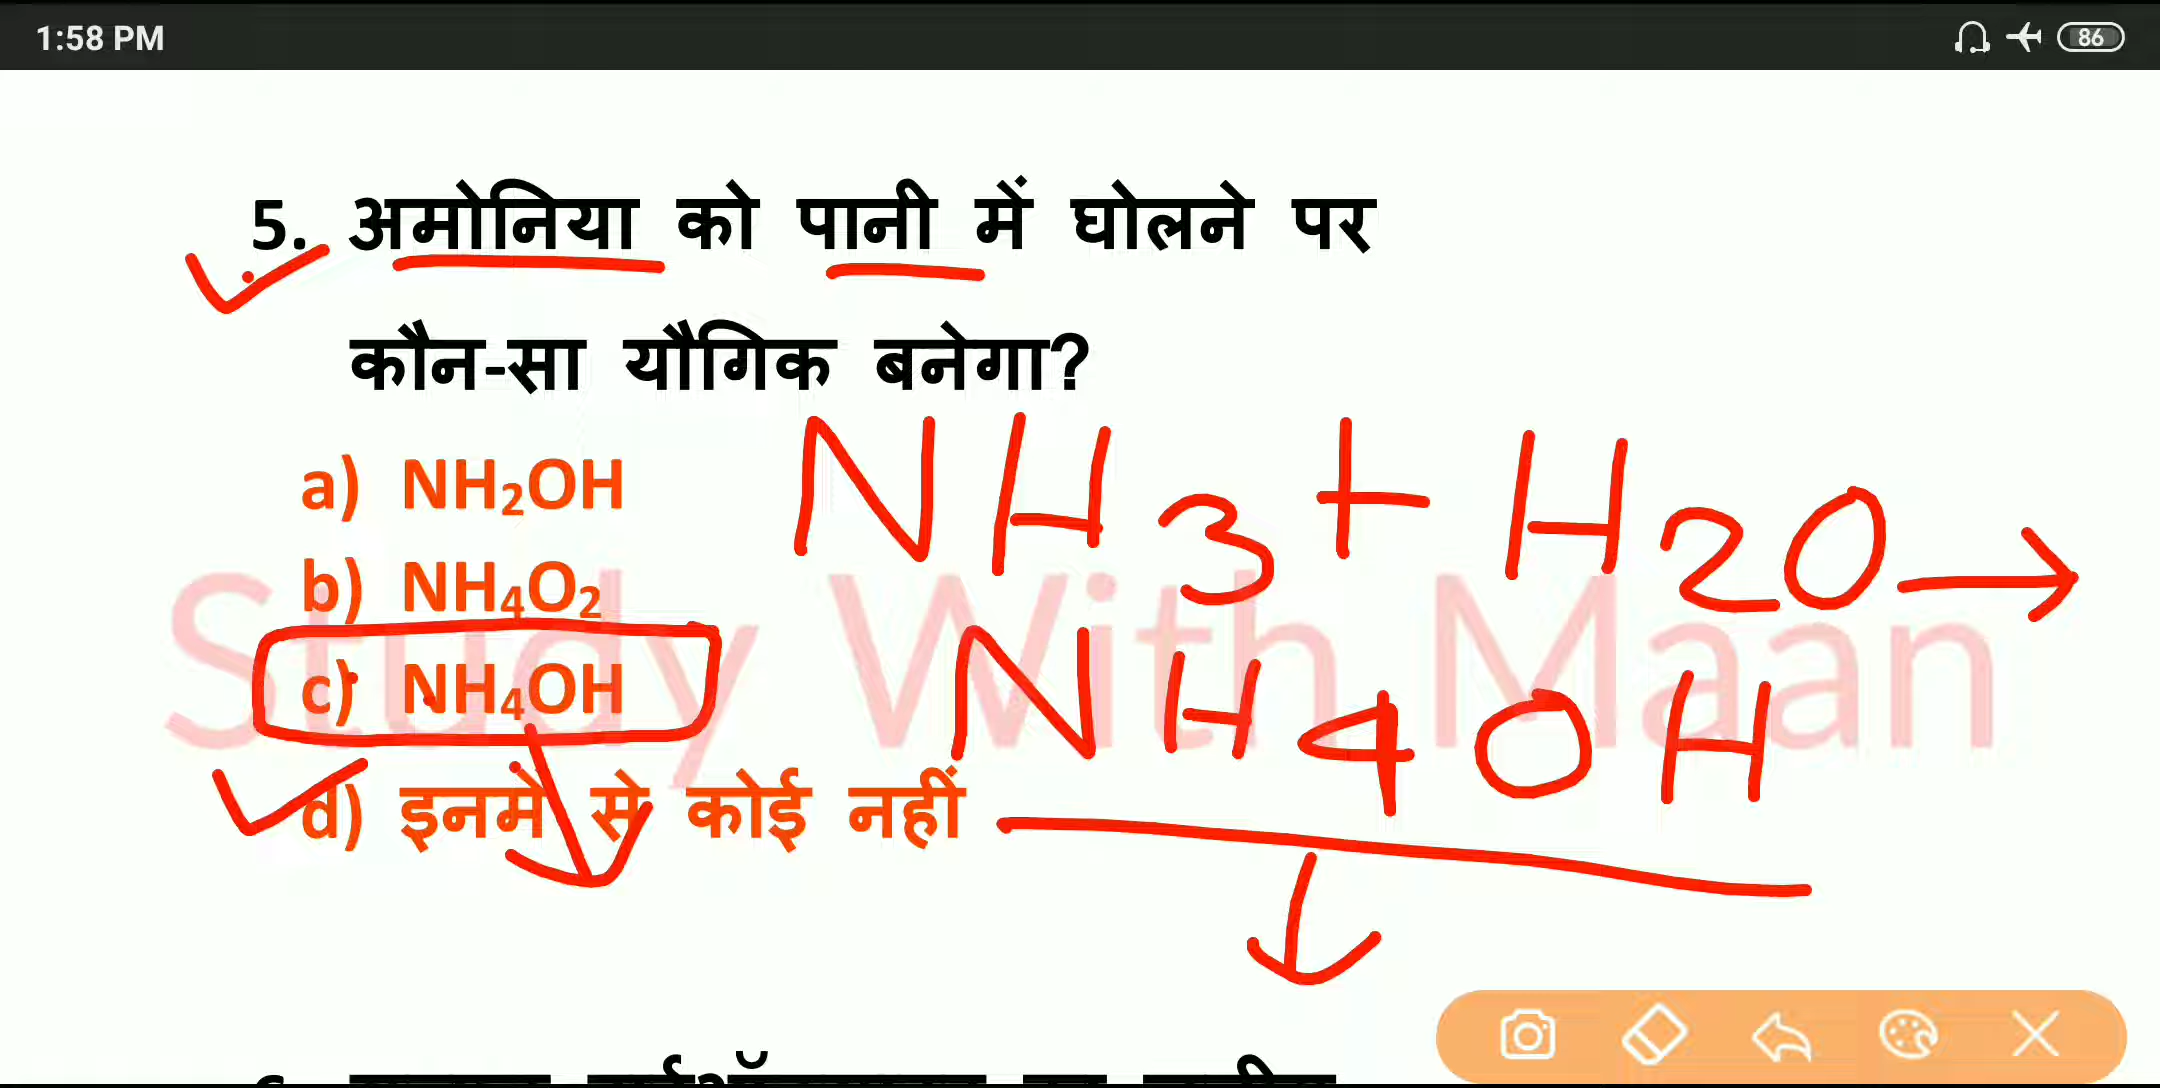 1:58 PM 86
5. अमोनिया को पानी में घोलने पर
कौन-सा यौगिक बनेगा?
a) NH₂OH
NH3 + H2O →
b) NH₄O₂
Study With Maan
c) NH₄OH
NH4OH
d) इनमें से कोई नहीं